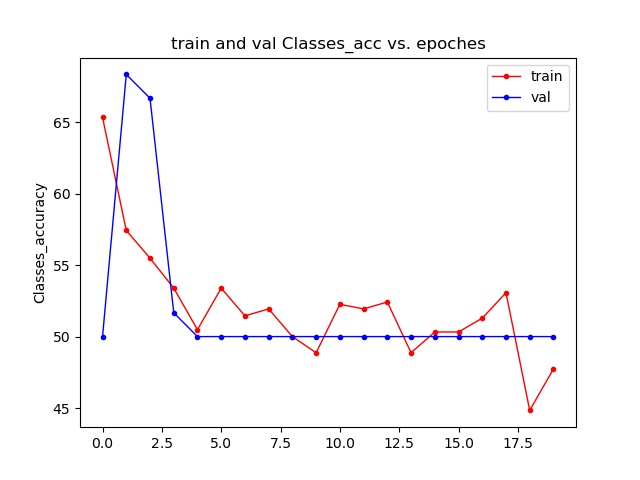 train and val Classes_acc vs. epoches
train
val
Classes_accuracy
65
60
55
50
45
0.0 2.5 5.0 7.5 10.0 12.5 15.0 17.5